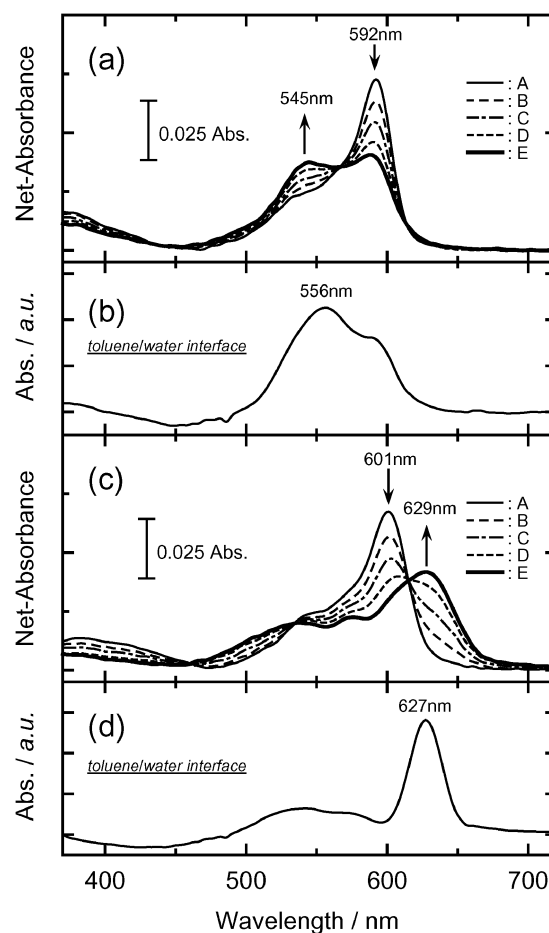 (a)
592nm
545nm
0.025 Abs.
: A
: B
: C
: D
: E
Net-Absorbance
(b)
556nm
toluene/water interface
Abs. / a.u.
(c)
601nm
629nm
0.025 Abs.
: A
: B
: C
: D
: E
Net-Absorbance
(d)
627nm
toluene/water interface
Abs. / a.u.
400 500 600 700
Wavelength / nm